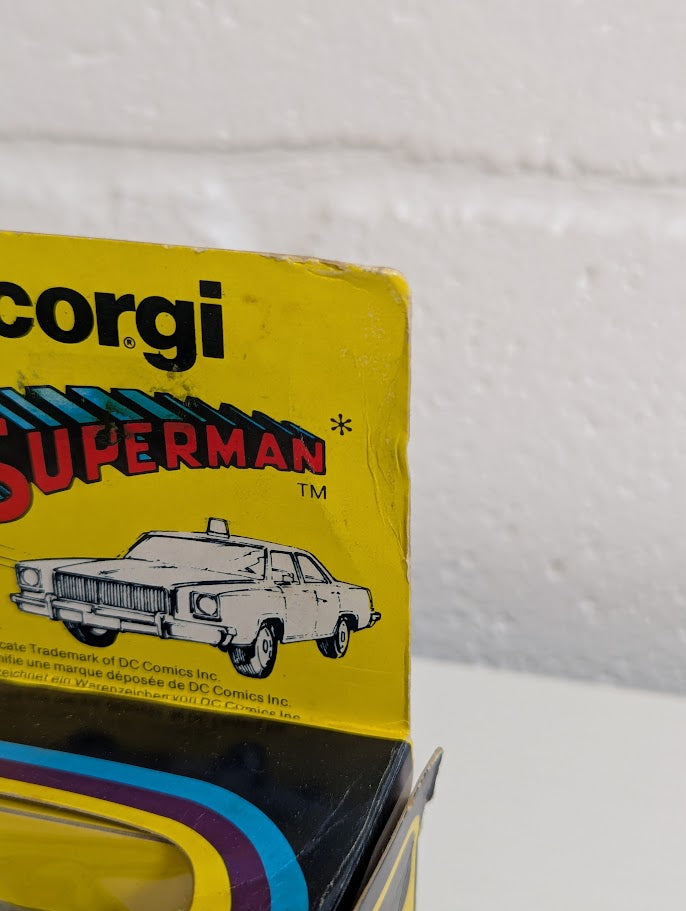 corgi
®
SUPERMAN *
TM
cate Trademark of DC Comics Inc.
nifie une marque déposée de DC Comics Inc.
zeichnet ein Warenzeichen von DC Comics Inc